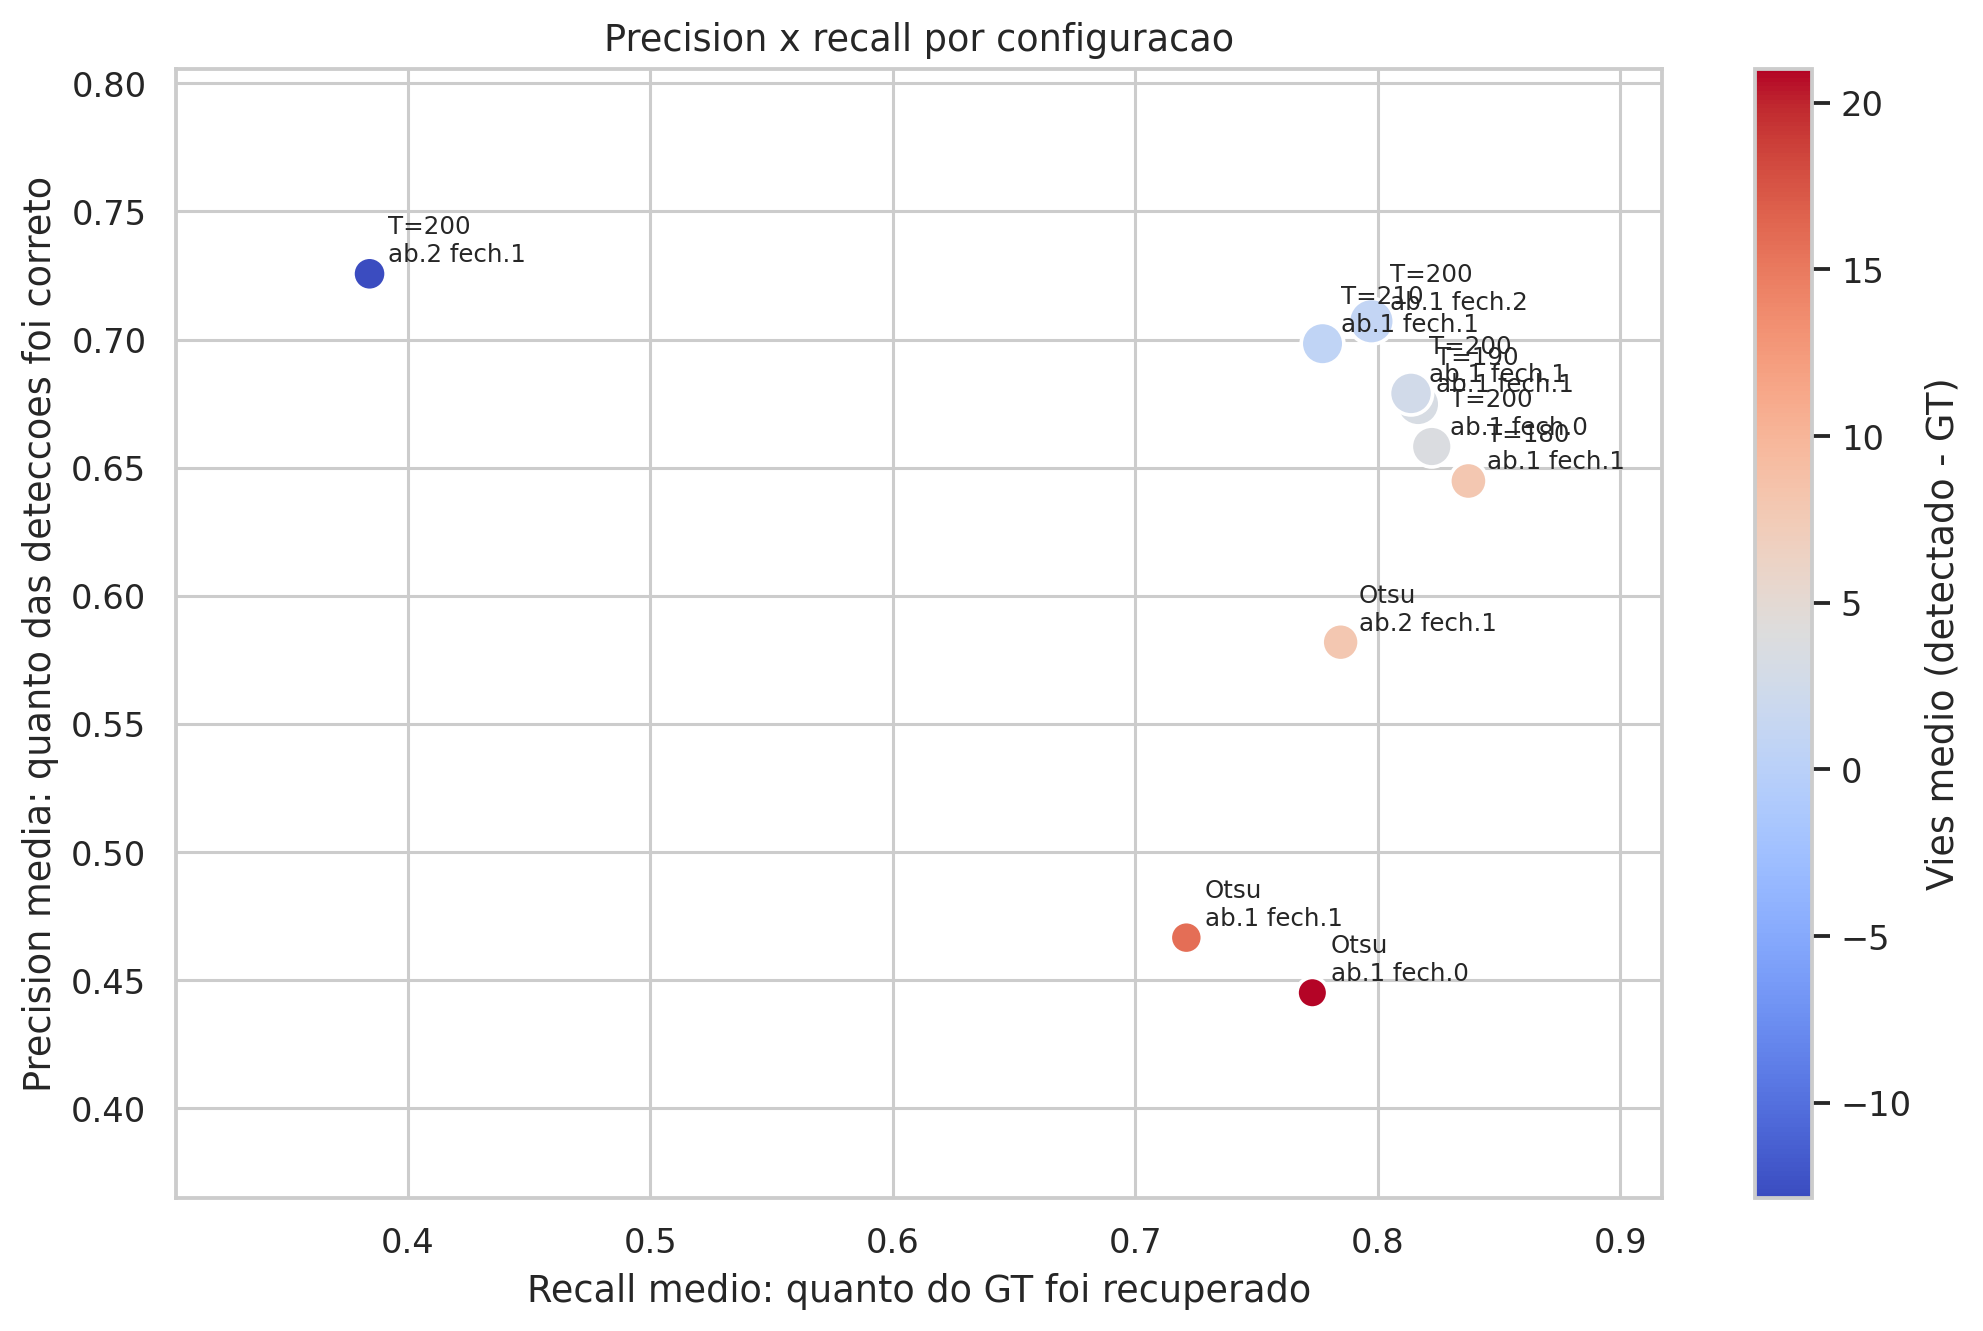 Precision x recall por configuracao
Precision media: quanto das deteccoes foi correto
0.80
0.75
0.70
0.65
0.60
0.55
0.50
0.45
0.40
T=200
ab.2 fech.1
T=200
ab.1 fech.2
T=210
ab.1 fech.1
T=200
ab.1 fech.1
T=190
ab.1 fech.1
T=200
ab.1 fech.0
T=180
ab.1 fech.1
Otsu
ab.2 fech.1
Otsu
ab.1 fech.1
Otsu
ab.1 fech.0
0.4
0.5
0.6
0.7
0.8
0.9
Recall medio: quanto do GT foi recuperado
20
15
10
5
0
−5
−10
Vies medio (detectado - GT)